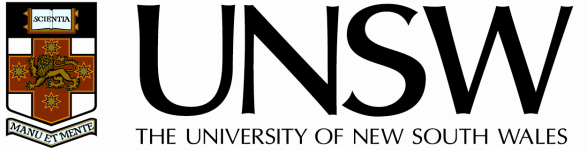 SCIENTIA
MANU ET MENTE
UNSW
THE UNIVERSITY OF NEW SOUTH WALES